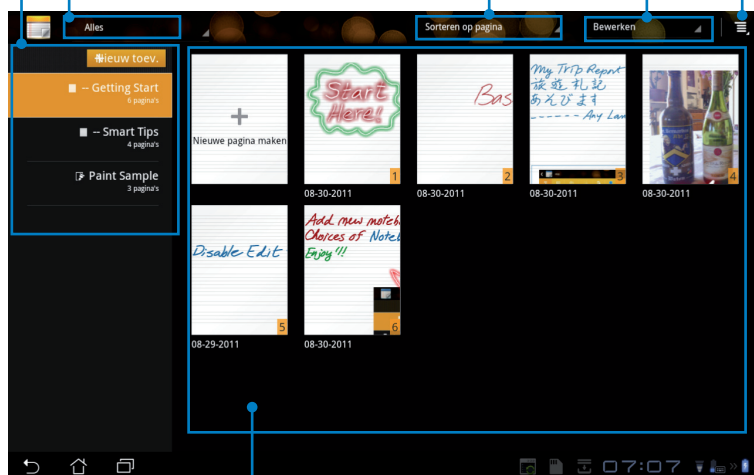 Alles
Sorteren op pagina
Bewerken
Nieuw toev.
-- Getting Start
6 pagina's
-- Smart Tips
4 pagina's
Paint Sample
3 pagina's
Nieuwe pagina maken
Start
Here!
1
08-30-2011
Bas
2
08-30-2011
My Trip Report
旅遊札記
あそびます
------ Any Lan
3
08-30-2011
4
08-30-2011
Disable Edit
5
08-29-2011
Add new noteb
Choices of Noteb
Enjoy !!!
6
08-30-2011
07:07